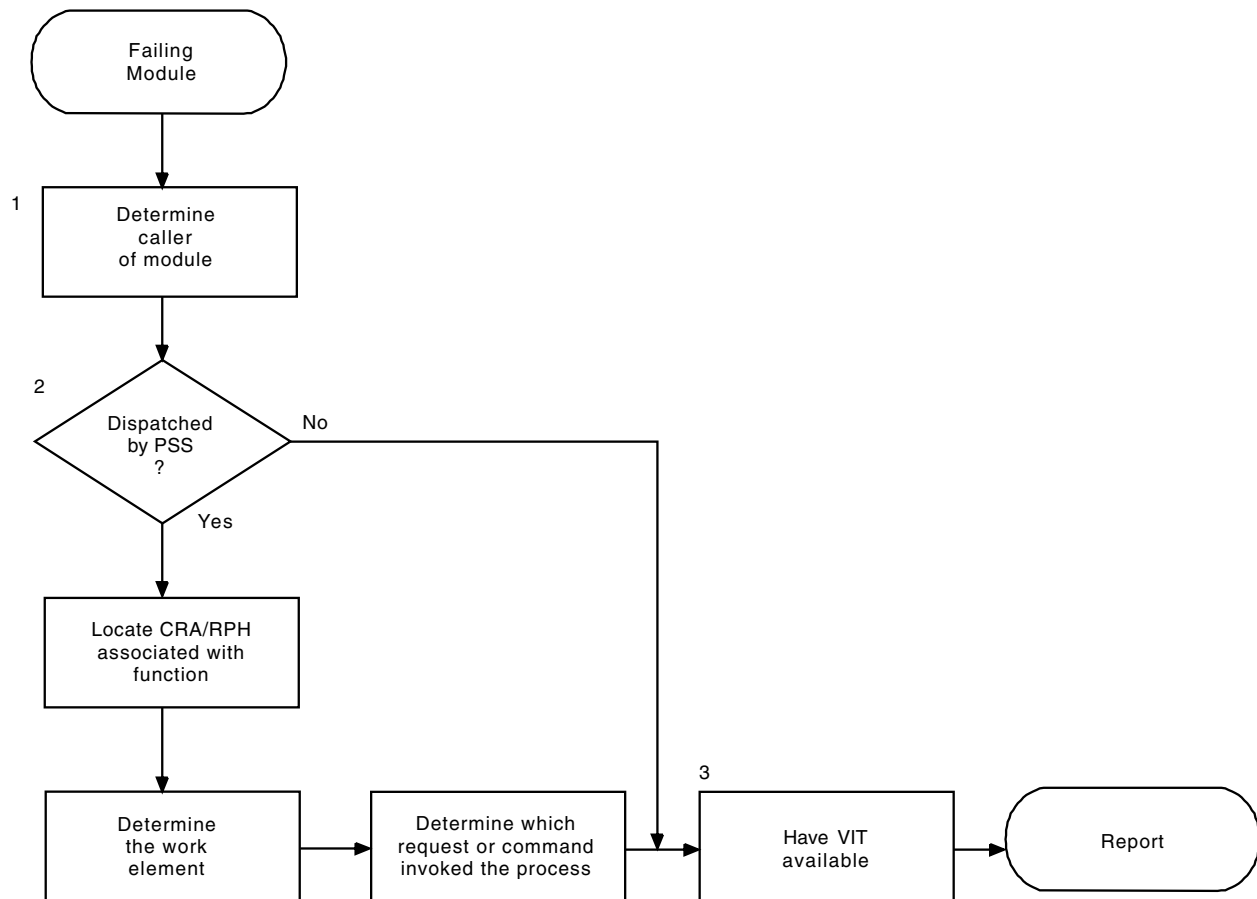 Failing
Module
1
Determine
caller
of module
2
Dispatched
by PSS
?
No
Yes
Locate CRA/RPH
associated with
function
Determine
the work
element
Determine which
request or command
invoked the process
3
Have VIT
available
Report